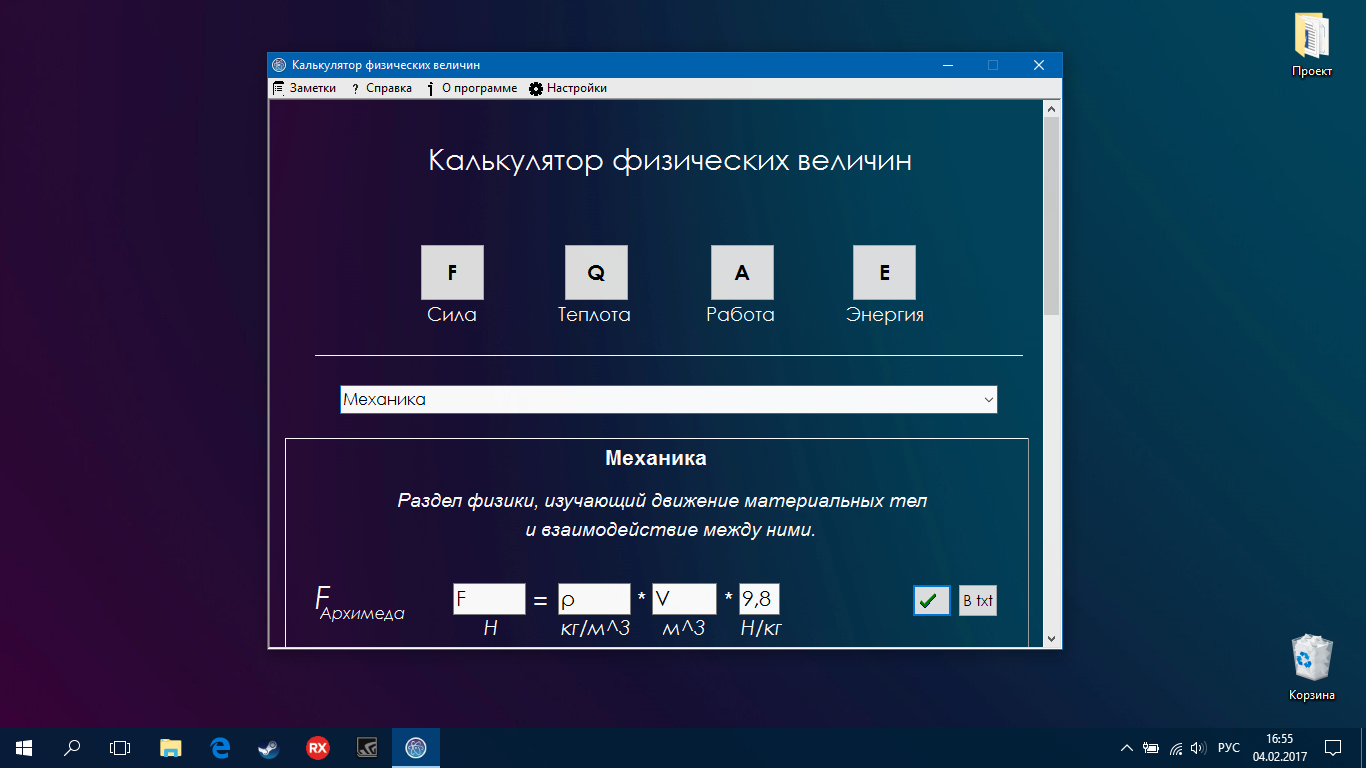 Проект
Калькулятор физических величин
Заметки ? Справка i О программе Настройки
Калькулятор физических величин
F Q A E
Сила Теплота Работа Энергия
Механика
Механика
Раздел физики, изучающий движение материальных тел
и взаимодействие между ними.
F Архимеда F = ρ * V * 9,8 В txt
Н кг/м^3 м^3 Н/кг
Корзина
RX РУС 16:55
04.02.2017